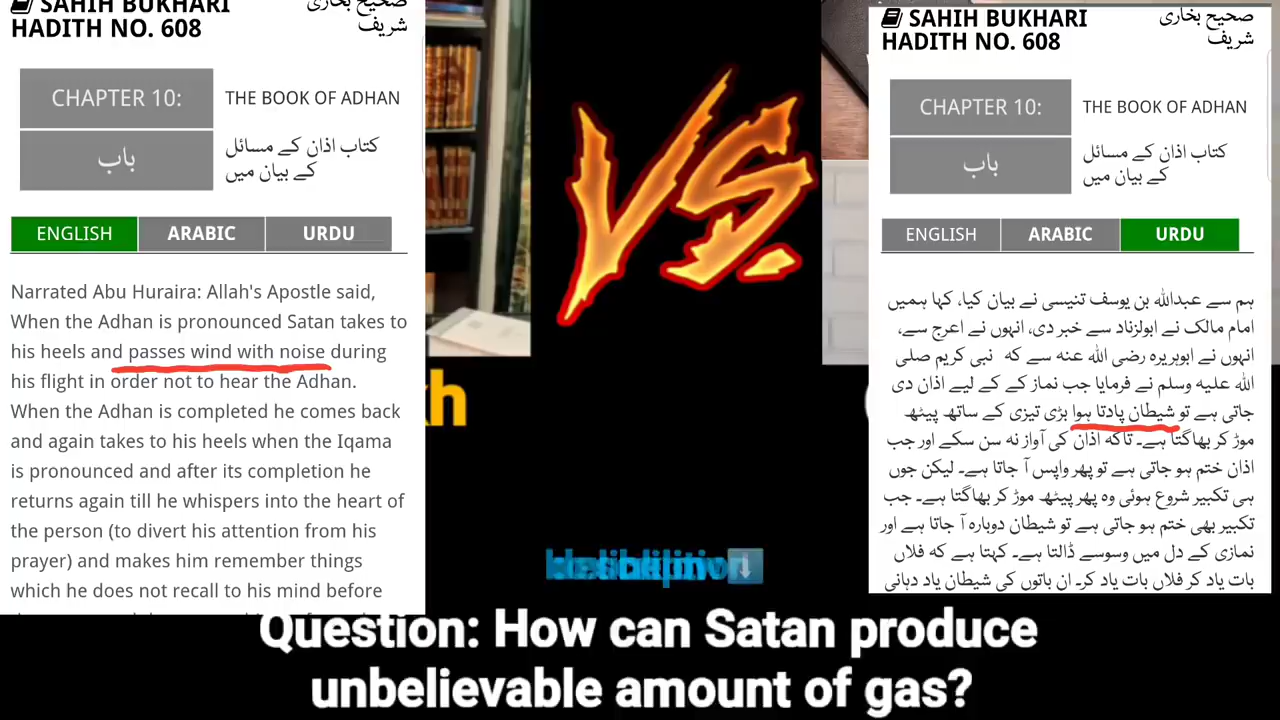 SAHIH BUKHARI
HADITH NO. 608
صحیح بخاری
شریف
CHAPTER 10:
THE BOOK OF ADHAN
باب
کتاب اذان کے مسائل
کے بیان میں
ENGLISH
ARABIC
URDU
Narrated Abu Huraira: Allah's Apostle said,
When the Adhan is pronounced Satan takes to
his heels and passes wind with noise during
his flight in order not to hear the Adhan.
When the Adhan is completed he comes back
and again takes to his heels when the Iqama
is pronounced and after its completion he
returns again till he whispers into the heart of
the person (to divert his attention from his
prayer) and makes him remember things
which he does not recall to his mind before
VS.
kh
SAHIH BUKHARI
HADITH NO. 608
صحیح بخاری
شریف
CHAPTER 10:
THE BOOK OF ADHAN
باب
کتاب اذان کے مسائل
کے بیان میں
ENGLISH
ARABIC
URDU
ہم سے عبداللہ بن یوسف تنیسی نے بیان کیا، کہا ہمیں
امام مالک نے ابوالزناد سے خبر دی، انہوں نے اعرج سے،
انہوں نے ابوہریرہ رضی اللہ عنہ سے کہ نبی کریم صلی
اللہ علیہ وسلم نے فرمایا جب نماز کے کے لیے اذان دی
جاتی ہے تو شیطان پادتا ہوا بڑی تیزی کے ساتھ پیٹھ
موڑ کر بھاگتا ہے۔ تاکہ اذان کی آواز نہ سن سکے اور جب
اذان ختم ہو جاتی ہے تو پھر واپس آ جاتا ہے۔ لیکن جوں
ہی تکبیر شروع ہوئی وہ پھر پیٹھ موڑ کر بھاگتا ہے۔ جب
تکبیر بھی ختم ہو جاتی ہے تو شیطان دوبارہ آ جاتا ہے اور
نمازی کے دل میں وسوسے ڈالتا ہے۔ کہتا ہے کہ فلاں
بات یاد کر فلاں بات یاد کر۔ ان باتوں کی شیطان یاد دہانی
Question: How can Satan produce
unbelievable amount of gas?